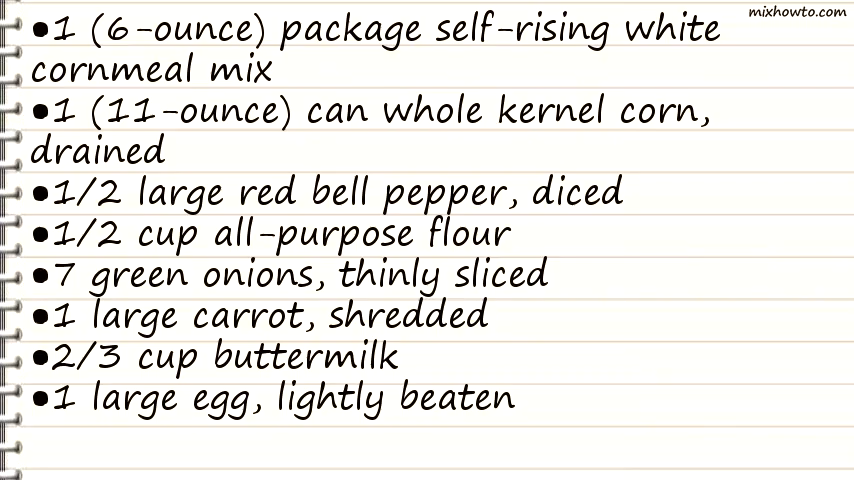 mixhowto.com
•1 (6-ounce) package self-rising white
cornmeal mix
•1 (11-ounce) can whole kernel corn,
drained
•1/2 large red bell pepper, diced
•1/2 cup all-purpose flour
•7 green onions, thinly sliced
•1 large carrot, shredded
•2/3 cup buttermilk
•1 large egg, lightly beaten